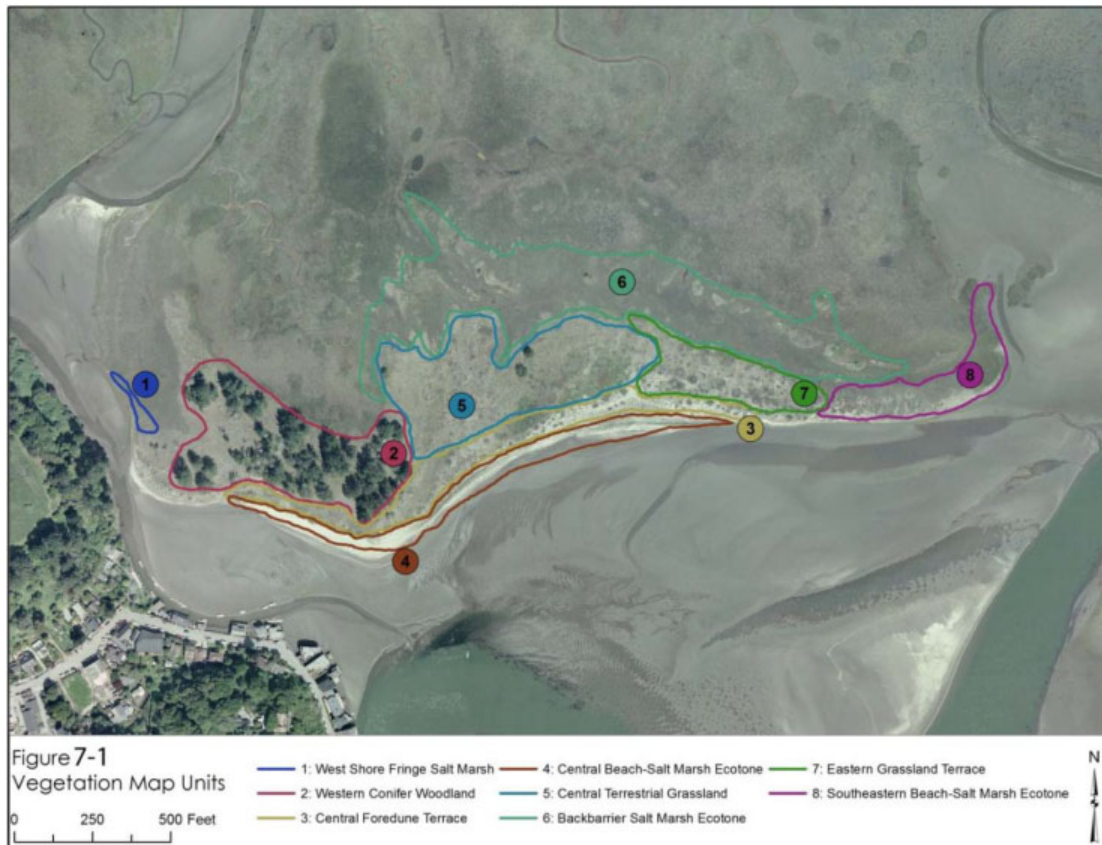 1
2
3
4
5
6
7
8
Figure 7-1
Vegetation Map Units
0 250 500 Feet
1: West Shore Fringe Salt Marsh
2: Western Conifer Woodland
3: Central Foredune Terrace
4: Central Beach-Salt Marsh Ecotone
5: Central Terrestrial Grassland
6: Backbarrier Salt Marsh Ecotone
7: Eastern Grassland Terrace
8: Southeastern Beach-Salt Marsh Ecotone
N